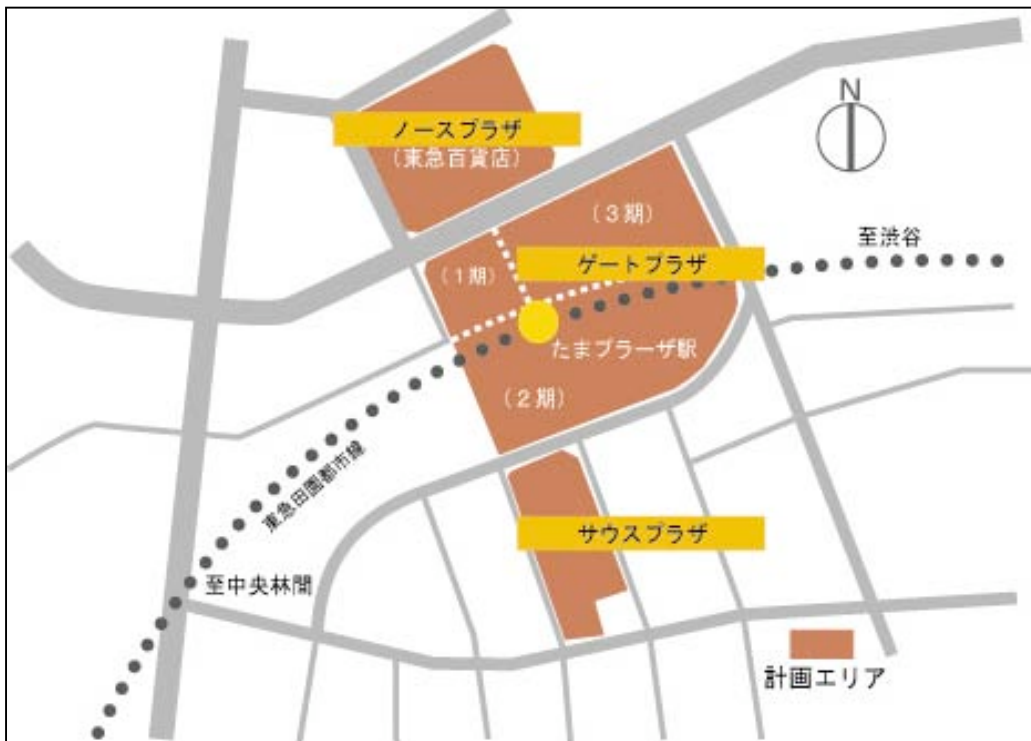 N
ノースプラザ
(東急百貨店)
(3期)
至渋谷
(1期)
ゲートプラザ
たまプラーザ駅
(2期)
東急田園都市線
サウスプラザ
至中央林間
計画エリア